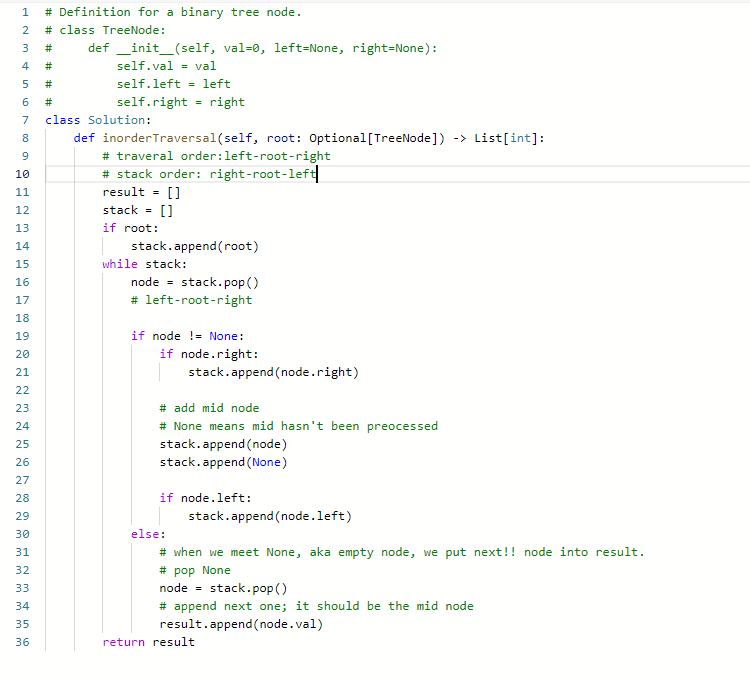 1 # Definition for a binary tree node.
2 # class TreeNode:
3 #     def __init__(self, val=0, left=None, right=None):
4 #         self.val = val
5 #         self.left = left
6 #         self.right = right
7 class Solution:
8     def inorderTraversal(self, root: Optional[TreeNode]) -> List[int]:
9         # traveral order:left-root-right
10         # stack order: right-root-left
11         result = []
12         stack = []
13         if root:
14             stack.append(root)
15         while stack:
16             node = stack.pop()
17             # left-root-right
18
19             if node != None:
20                 if node.right:
21                     stack.append(node.right)
22
23                 # add mid node
24                 # None means mid hasn't been preocessed
25                 stack.append(node)
26                 stack.append(None)
27
28                 if node.left:
29                     stack.append(node.left)
30             else:
31                 # when we meet None, aka empty node, we put next!! node into result.
32                 # pop None
33                 node = stack.pop()
34                 # append next one; it should be the mid node
35                 result.append(node.val)
36         return result